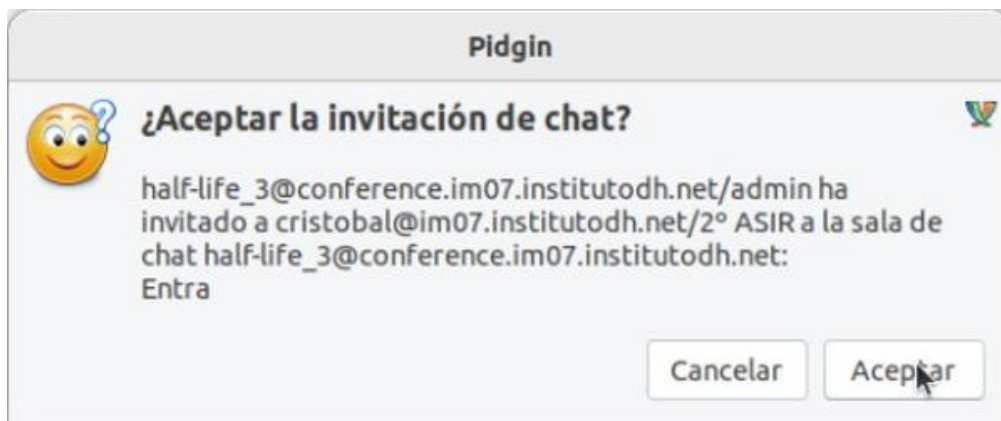 Pidgin
¿Aceptar la invitación de chat?
half-life_3@conference.im07.institutodh.net/admin ha
invitado a cristobal@im07.institutodh.net/2º ASIR a la sala de
chat half-life_3@conference.im07.institutodh.net:
Entra
Cancelar
Aceptar